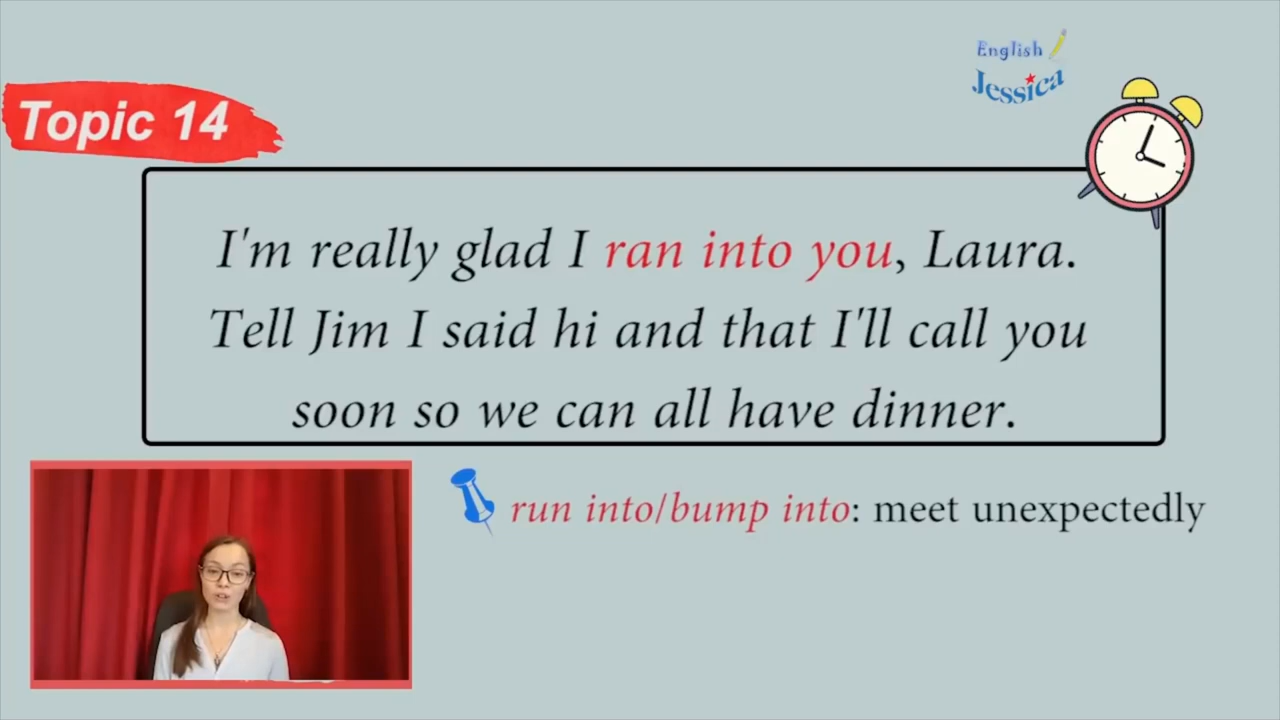 English
Jessica
Topic 14
I'm really glad I ran into you, Laura.
Tell Jim I said hi and that I'll call you
soon so we can all have dinner.
run into/bump into: meet unexpectedly